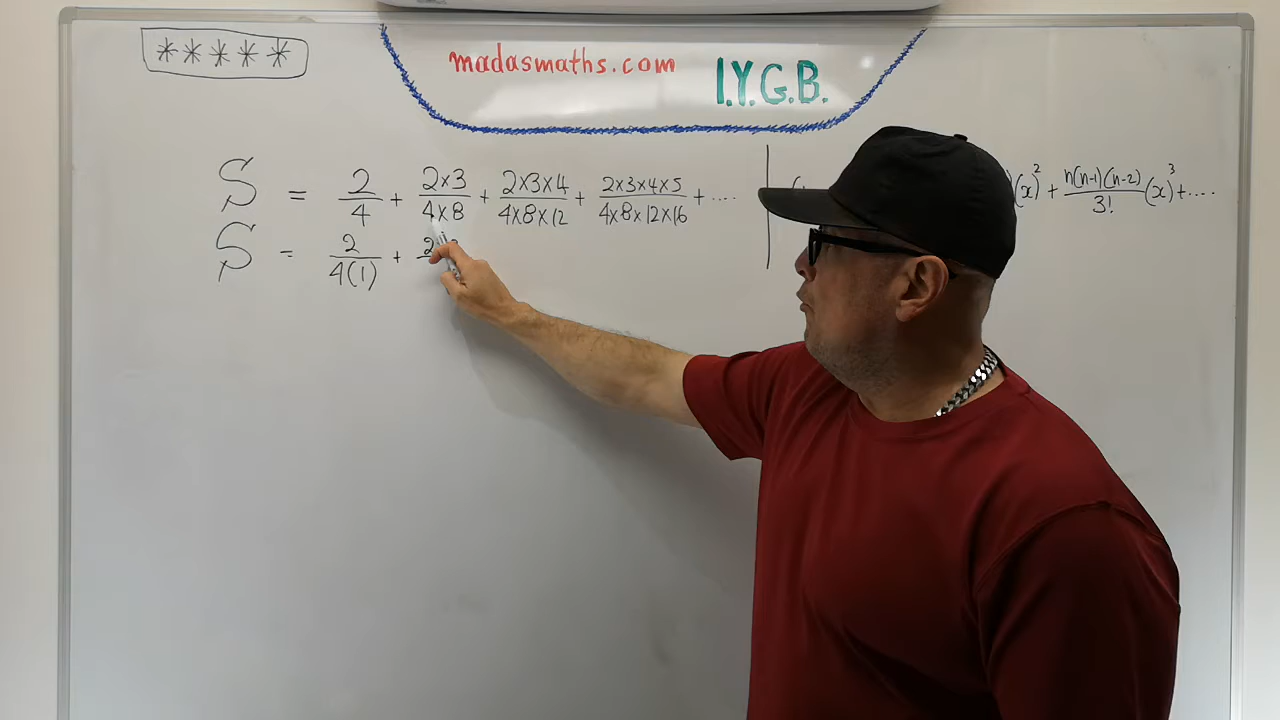 *****
madasmaths.com
I.Y.G.B.
S = 2/4 + 2×3/4×8 + 2×3×4/4×8×12 + 2×3×4×5/4×8×12×16 + ....
(x)² + n(n-1)(n-2)/3! (x)³ + ....
S = 2/4(1) + 2